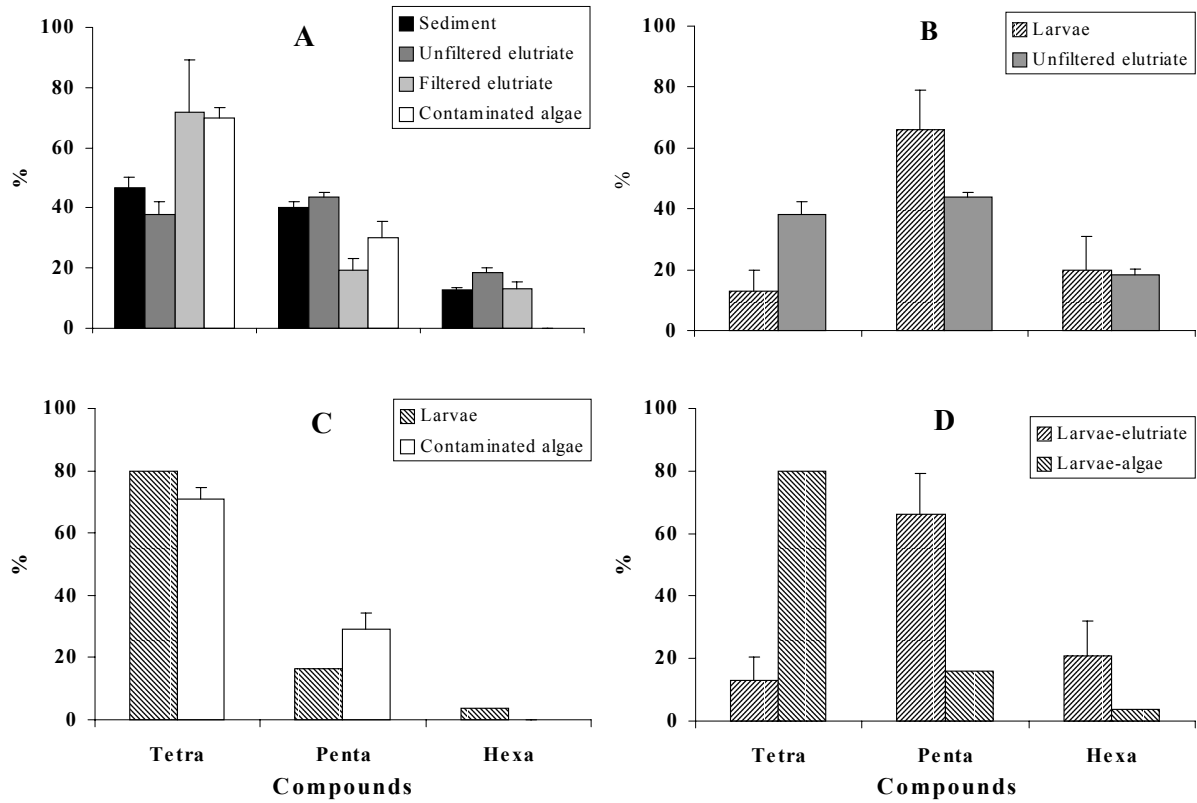 A
Sediment
Unfiltered elutriate
Filtered elutriate
Contaminated algae
100
80
60
40
20
0
%
B
Larvae
Unfiltered elutriate
100
80
60
40
20
0
%
C
Larvae
Contaminated algae
100
80
60
40
20
0
%
Tetra Penta Hexa
Compounds
D
Larvae-elutriate
Larvae-algae
100
80
60
40
20
0
%
Tetra Penta Hexa
Compounds